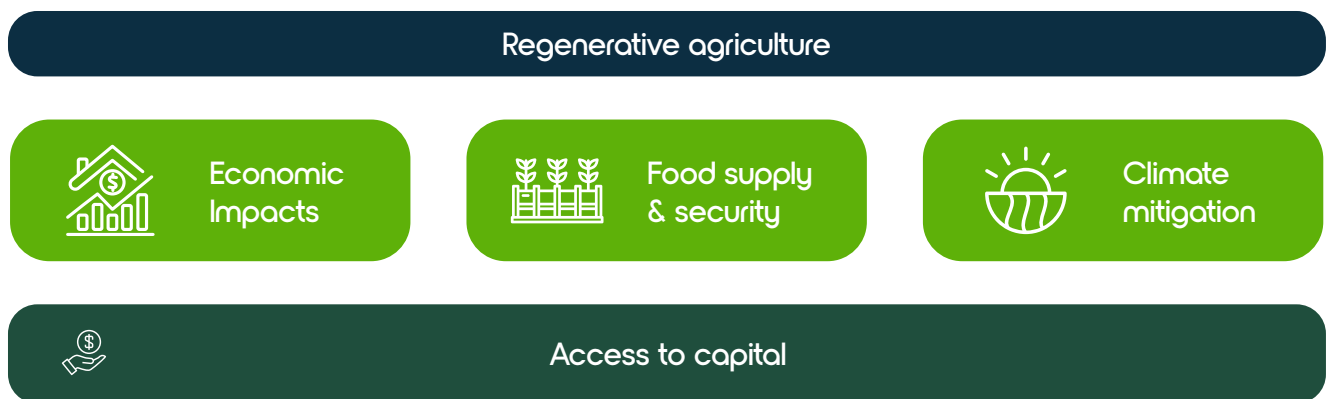 Regenerative agriculture
Economic
Impacts
Food supply
& security
Climate
mitigation
Access to capital